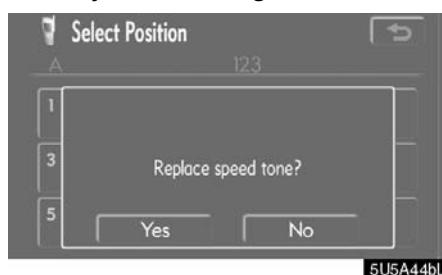 Select Position
A 123
1
3
Replace speed tone?
5
Yes No
5U5A44bl